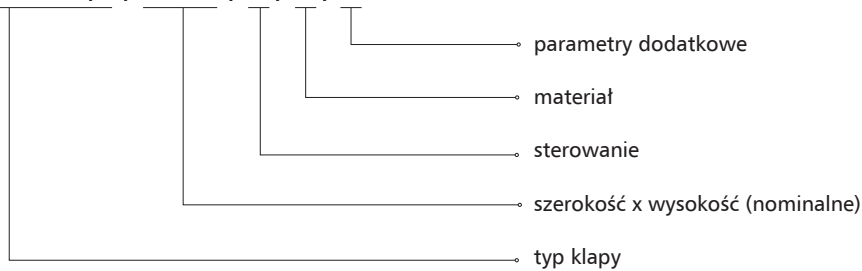 parametry dodatkowe
materiał
sterowanie
szerokość x wysokość (nominalne)
typ klapy